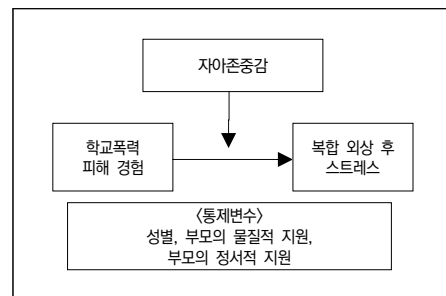 자아존중감
학교폭력
피해 경험
복합 외상 후
스트레스
〈통제변수〉
성별, 부모의 물질적 지원,
부모의 정서적 지원